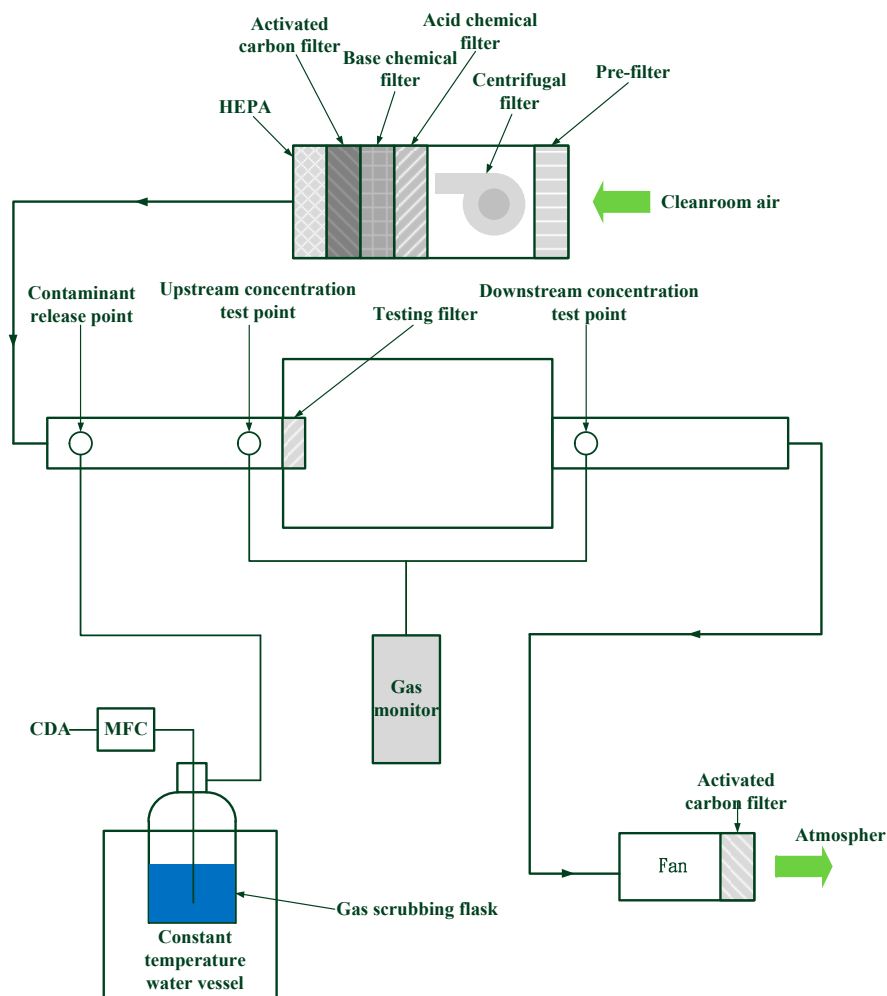 Activated
carbon filter
Acid chemical
filter
Base chemical
filter
Centrifugal
filter
Pre-filter
HEPA
Cleanroom air
Contaminant
release point
Upstream concentration
test point
Testing filter
Downstream concentration
test point
Gas
monitor
CDA
MFC
Activated
carbon filter
Atmospher
Fan
Gas scrubbing flask
Constant
temperature
water vessel